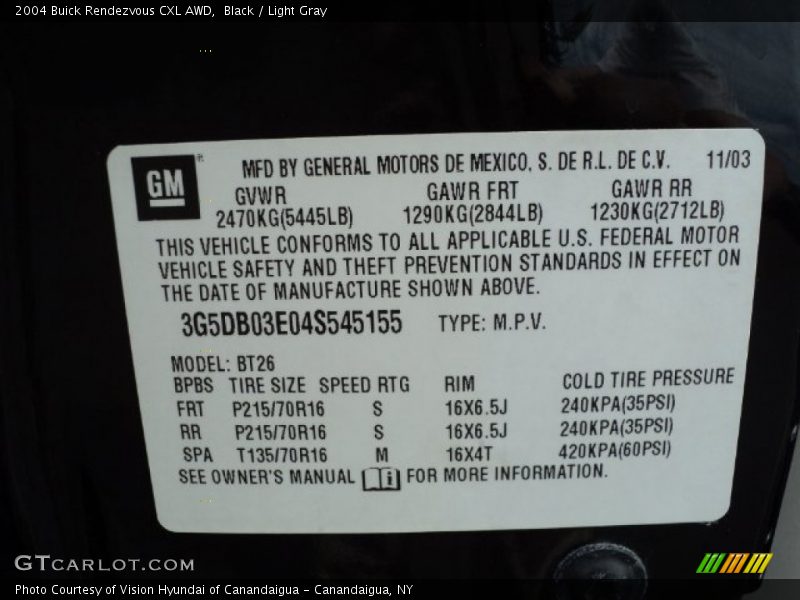 2004 Buick Rendezvous CXL AWD, Black / Light Gray
GM®
MFD BY GENERAL MOTORS DE MEXICO, S. DE R.L. DE C.V. 11/03
GVWR GAWR FRT GAWR RR
2470KG(5445LB) 1290KG(2844LB) 1230KG(2712LB)
THIS VEHICLE CONFORMS TO ALL APPLICABLE U.S. FEDERAL MOTOR
VEHICLE SAFETY AND THEFT PREVENTION STANDARDS IN EFFECT ON
THE DATE OF MANUFACTURE SHOWN ABOVE.
3G5DB03E04S545155 TYPE: M.P.V.
MODEL: BT26
BPBS TIRE SIZE SPEED RTG RIM COLD TIRE PRESSURE
FRT P215/70R16 S 16X6.5J 240KPA(35PSI)
RR P215/70R16 S 16X6.5J 240KPA(35PSI)
SPA T135/70R16 M 16X4T 420KPA(60PSI)
SEE OWNER'S MANUAL i FOR MORE INFORMATION.
GTCARLOT.COM
Photo Courtesy of Vision Hyundai of Canandaigua - Canandaigua, NY